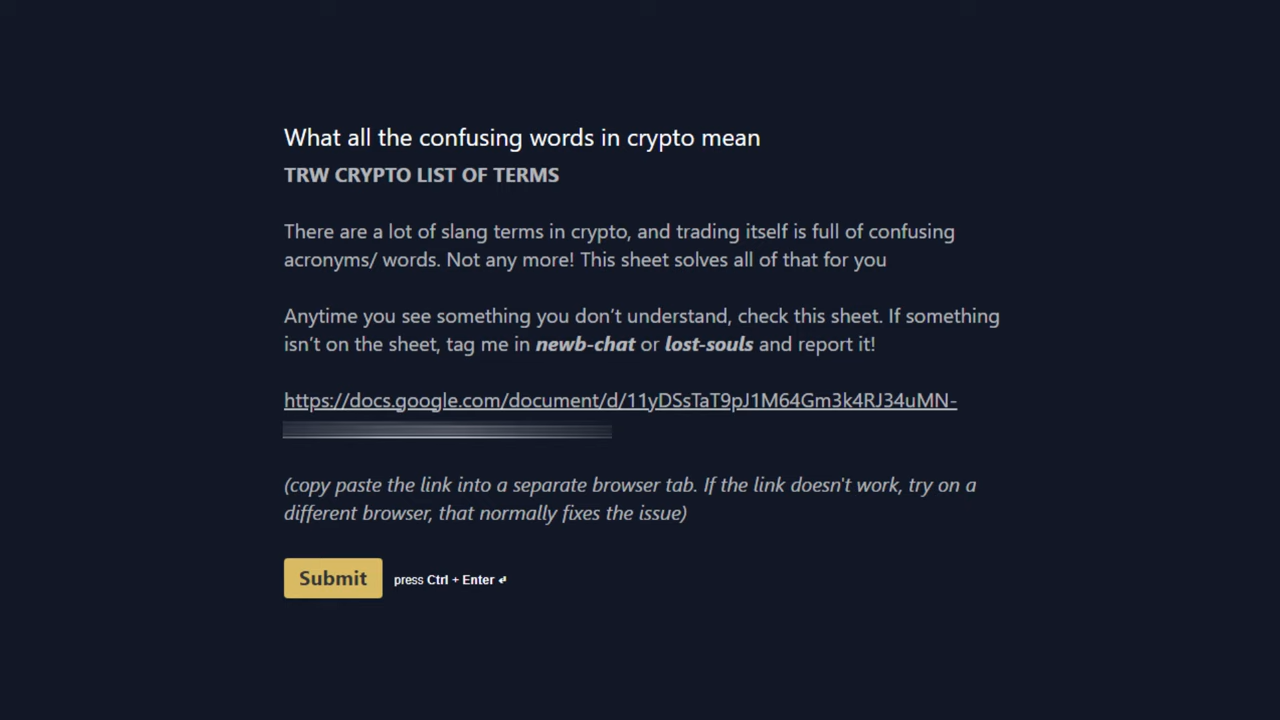 What all the confusing words in crypto mean
TRW CRYPTO LIST OF TERMS
There are a lot of slang terms in crypto, and trading itself is full of confusing
acronyms/ words. Not any more! This sheet solves all of that for you
Anytime you see something you don’t understand, check this sheet. If something
isn’t on the sheet, tag me in newb-chat or lost-souls and report it!
https://docs.google.com/document/d/11yDSsTaT9pJ1M64Gm3k4RJ34uMN-
(copy paste the link into a separate browser tab. If the link doesn't work, try on a
different browser, that normally fixes the issue)
Submit press Ctrl + Enter ↵